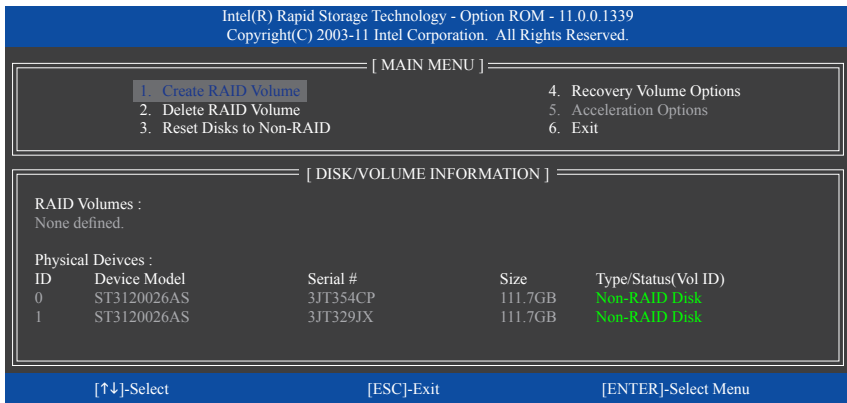 Intel(R) Rapid Storage Technology - Option ROM - 11.0.0.1339
Copyright(C) 2003-11 Intel Corporation.  All Rights Reserved.
[ MAIN MENU ]
1. Create RAID Volume
2. Delete RAID Volume
3. Reset Disks to Non-RAID
4. Recovery Volume Options
5. Acceleration Options
6. Exit
[ DISK/VOLUME INFORMATION ]
RAID Volumes :
None defined.
Physical Deivces :
ID Device Model Serial # Size Type/Status(Vol ID)
0 ST3120026AS 3JT354CP 111.7GB Non-RAID Disk
1 ST3120026AS 3JT329JX 111.7GB Non-RAID Disk
[↑↓]-Select [ESC]-Exit [ENTER]-Select Menu